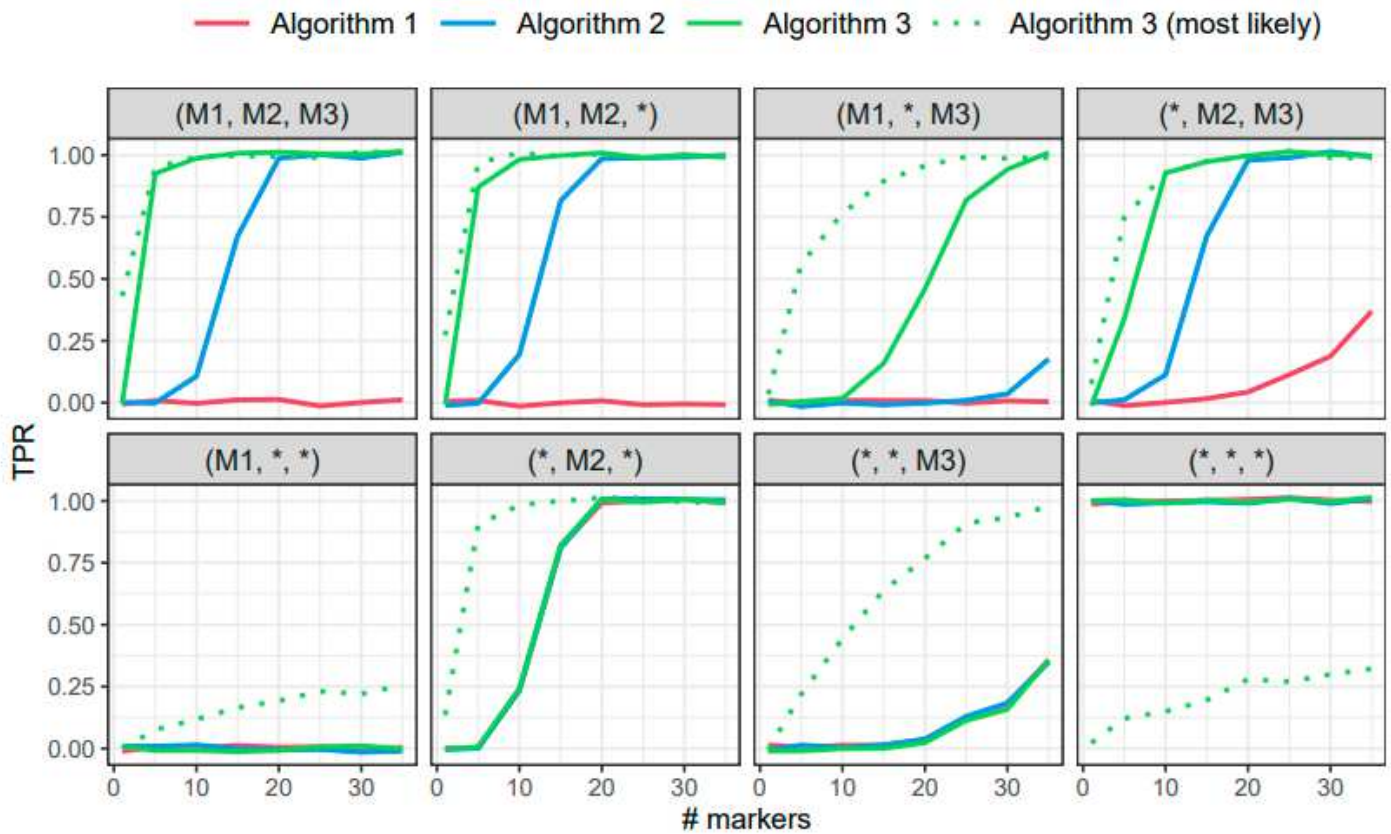 Algorithm 1 Algorithm 2 Algorithm 3 Algorithm 3 (most likely)
(M1, M2, M3) (M1, M2, *) (M1, *, M3) (*, M2, M3)
1.00
0.75
0.50
0.25
0.00
TPR
(M1, *, *) (*, M2, *) (*, *, M3) (*, *, *)
1.00
0.75
0.50
0.25
0.00
0 10 20 30 0 10 20 30 0 10 20 30 0 10 20 30
# markers